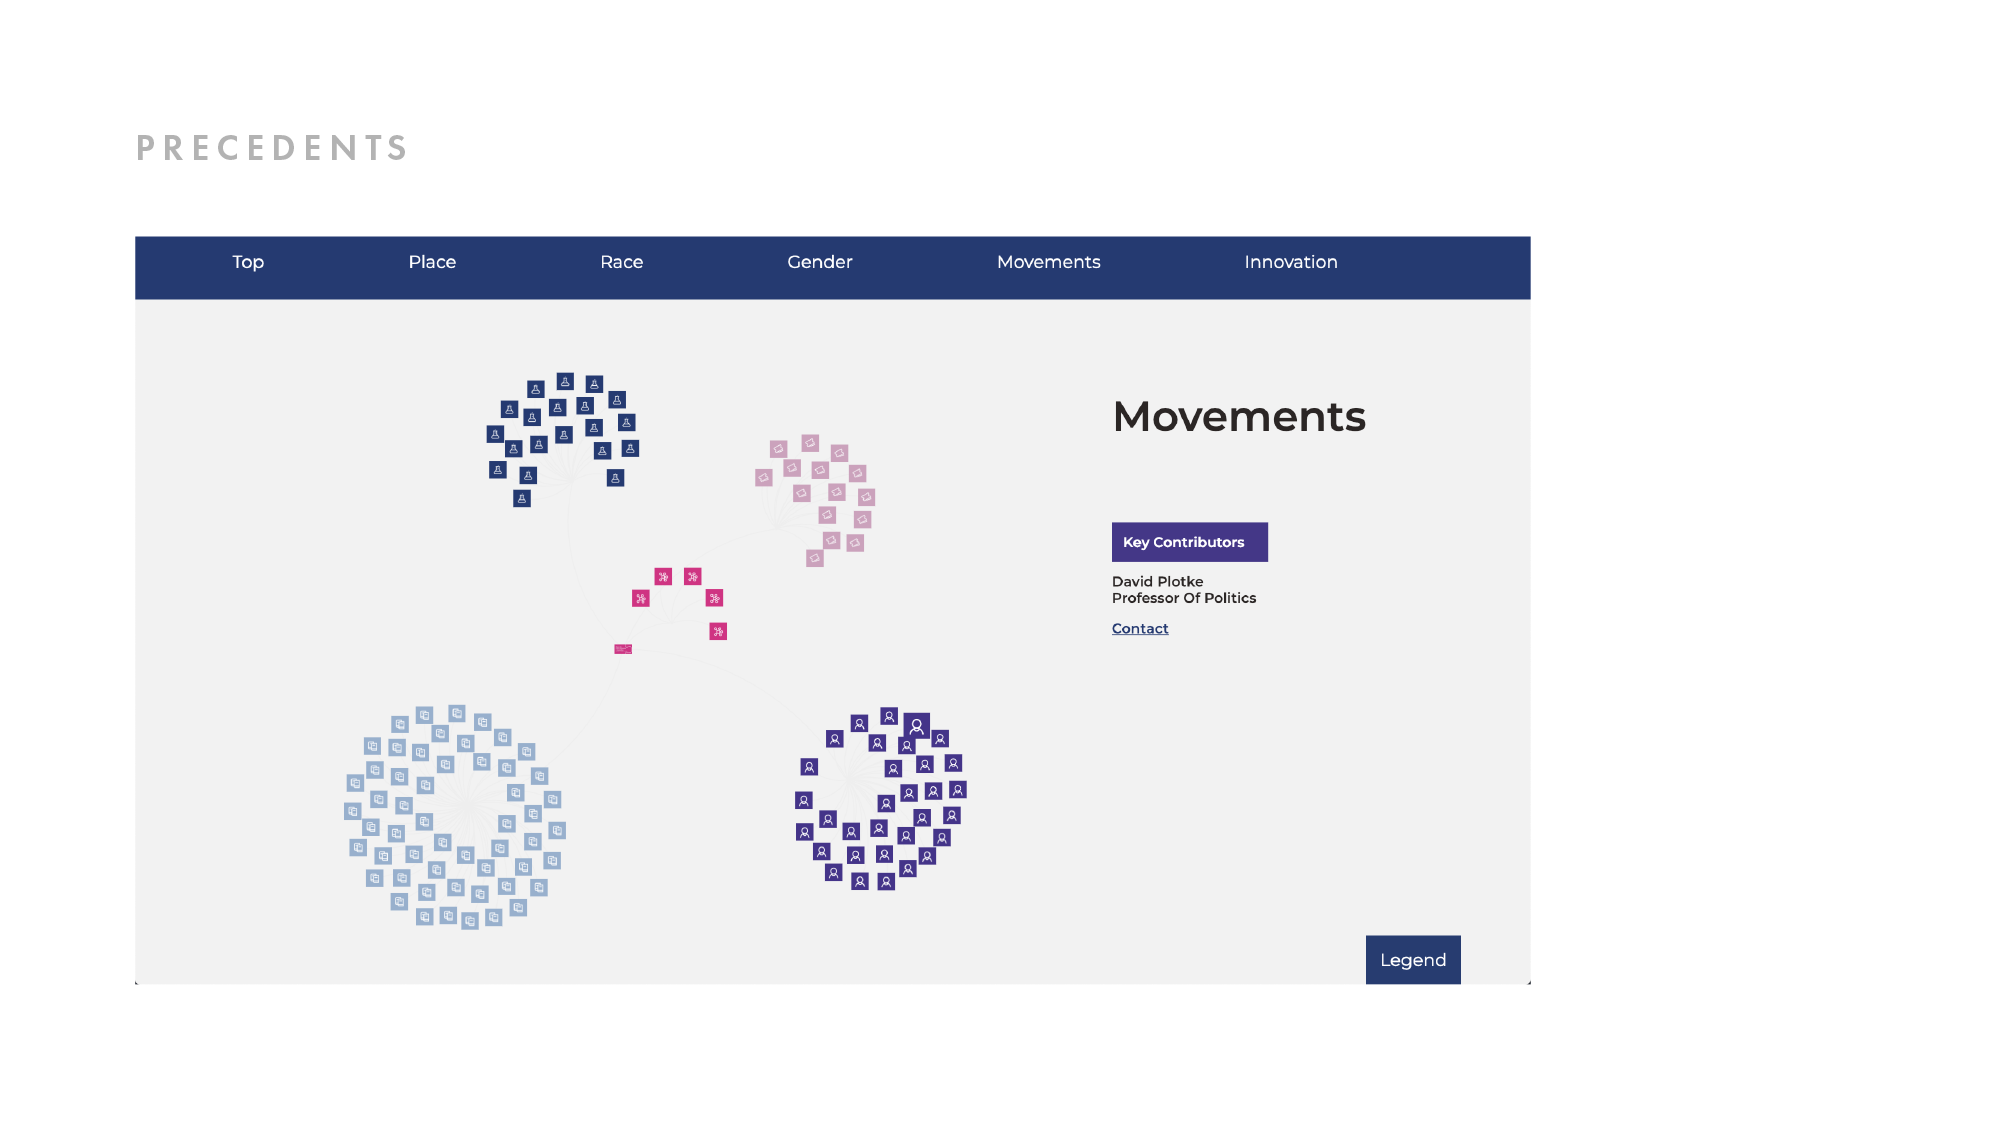 PRECEDENTS
Top Place Race Gender Movements Innovation
Movements
Key Contributors
David Plotke
Professor Of Politics
Contact
Legend